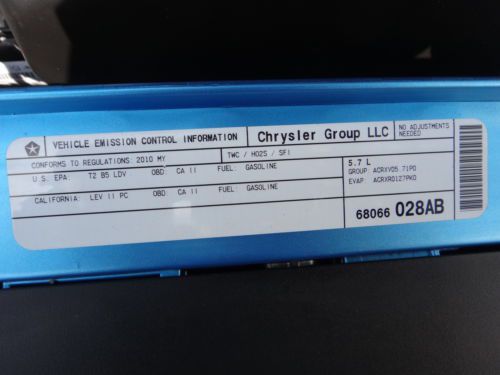 VEHICLE EMISSION CONTROL INFORMATION Chrysler Group LLC NO ADJUSTMENTS NEEDED
CONFORMS TO REGULATIONS: 2010 MY TWC / HO2S / SFI
U.S. EPA: T2 B5 LDV OBD CA II FUEL: GASOLINE
CALIFORNIA: LEV II PC OBD CA II FUEL: GASOLINE
5.7 L
GROUP: ACRXV05.71PD
EVAP: ACRXR0127PKD
68066 028AB